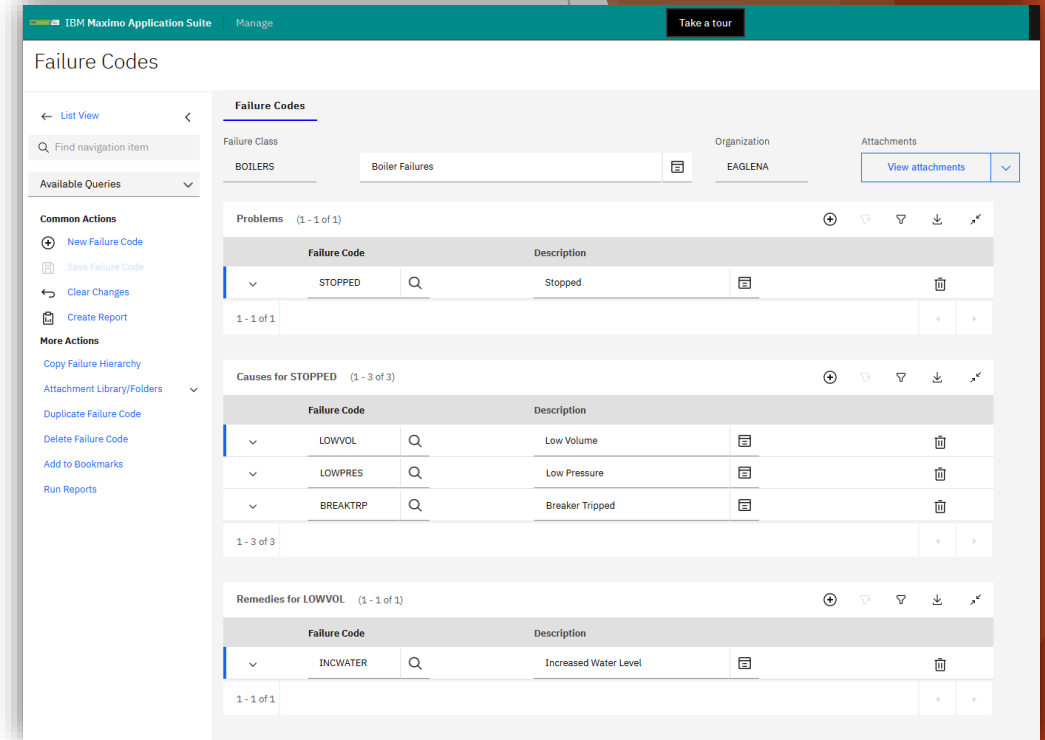 IBM Maximo Application Suite Manage Take a tour
Failure Codes
List View
Find navigation item
Available Queries
Common Actions
New Failure Code
Save Failure Code
Clear Changes
Create Report
More Actions
Copy Failure Hierarchy
Attachment Library/Folders
Duplicate Failure Code
Delete Failure Code
Add to Bookmarks
Run Reports
Failure Codes
Failure Class Organization Attachments
BOILERS Boiler Failures EAGLENA View attachments
Problems (1 - 1 of 1)
Failure Code Description
STOPPED Stopped
1 - 1 of 1
Causes for STOPPED (1 - 3 of 3)
Failure Code Description
LOWVOL Low Volume
LOWPRES Low Pressure
BREAKTRP Breaker Tripped
1 - 3 of 3
Remedies for LOWVOL (1 - 1 of 1)
Failure Code Description
INCWATER Increased Water Level
1 - 1 of 1